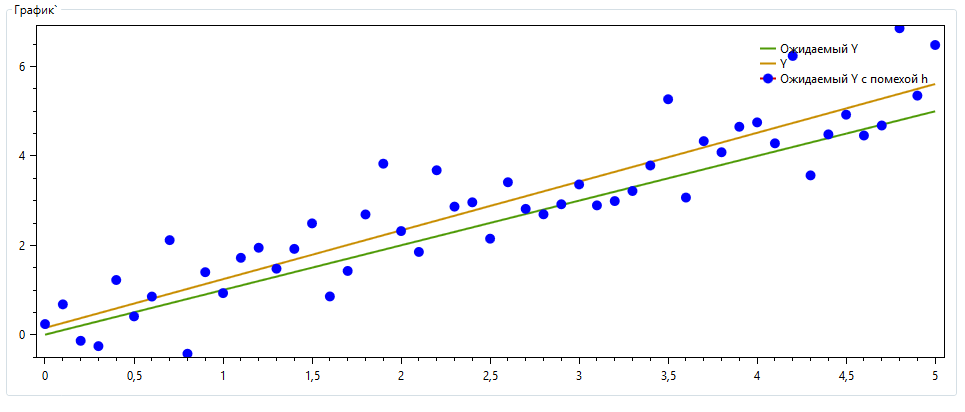 График`
Ожидаемый Y
Y
Ожидаемый Y с помехой h
6
4
2
0
0 0,5 1 1,5 2 2,5 3 3,5 4 4,5 5